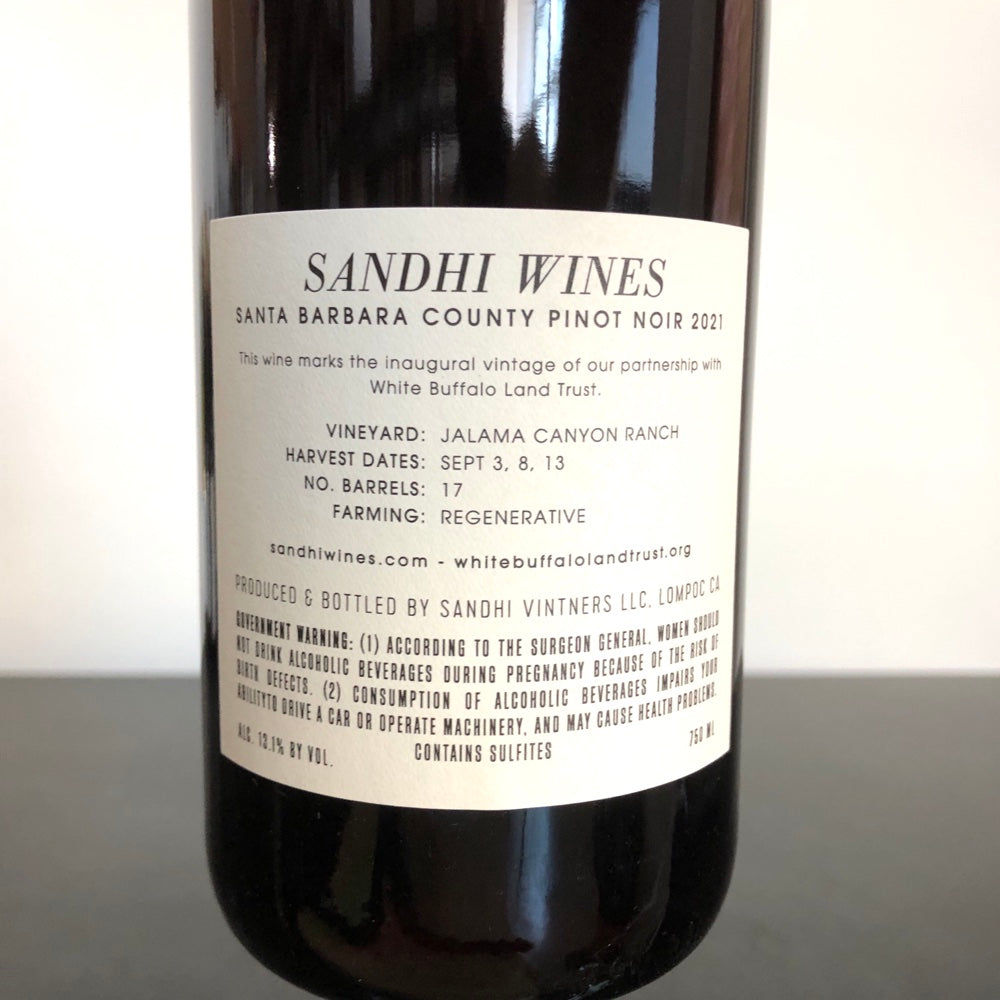 SANDHI WINES
SANTA BARBARA COUNTY PINOT NOIR 2021
This wine marks the inaugural vintage of our partnership with
White Buffalo Land Trust.
VINEYARD: JALAMA CANYON RANCH
HARVEST DATES: SEPT 3, 8, 13
NO. BARRELS: 17
FARMING: REGENERATIVE
sandhiwines.com - whitebuffalolandtrust.org
PRODUCED & BOTTLED BY SANDHI VINTNERS LLC. LOMPOC CA
GOVERNMENT WARNING: (1) ACCORDING TO THE SURGEON GENERAL, WOMEN SHOULD
NOT DRINK ALCOHOLIC BEVERAGES DURING PREGNANCY BECAUSE OF THE RISK OF
BIRTH DEFECTS. (2) CONSUMPTION OF ALCOHOLIC BEVERAGES IMPAIRS YOUR
ABILITYTO DRIVE A CAR OR OPERATE MACHINERY, AND MAY CAUSE HEALTH PROBLEMS.
ALC. 13.1% BY VOL. CONTAINS SULFITES 750 ML